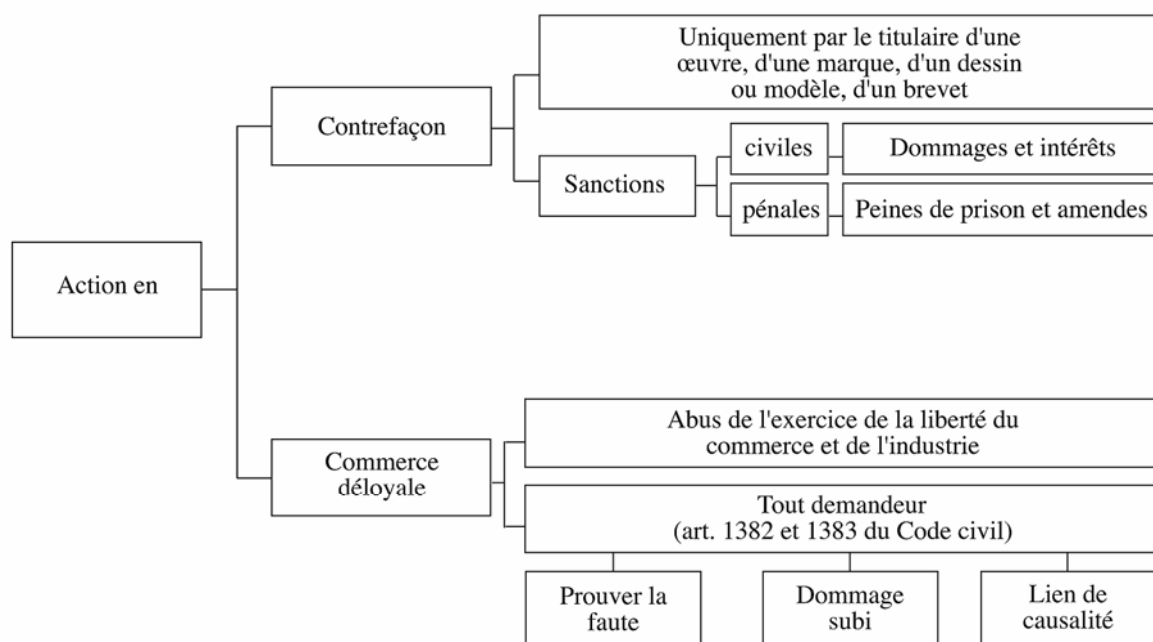 Uniquement par le titulaire d'une
œuvre, d'une marque, d'un dessin
ou modèle, d'un brevet
Contrefaçon
civiles
Dommages et intérêts
Sanctions
pénales
Peines de prison et amendes
Action en
Abus de l'exercice de la liberté du
commerce et de l'industrie
Commerce
déloyale
Tout demandeur
(art. 1382 et 1383 du Code civil)
Prouver la
faute
Dommage
subi
Lien de
causalité